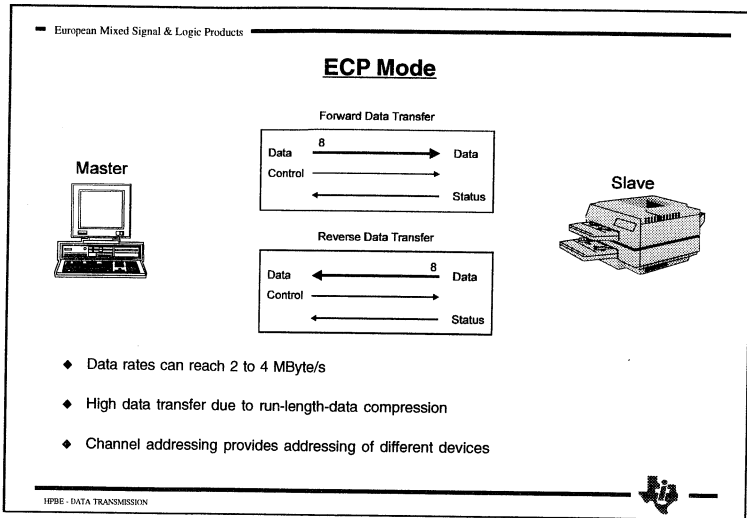 European Mixed Signal & Logic Products
ECP Mode
Forward Data Transfer
8
Data Data
Control
Status
Master
Slave
Reverse Data Transfer
8
Data Data
Control
Status
Data rates can reach 2 to 4 MByte/s
High data transfer due to run-length-data compression
Channel addressing provides addressing of different devices
HPBE - DATA TRANSMISSION